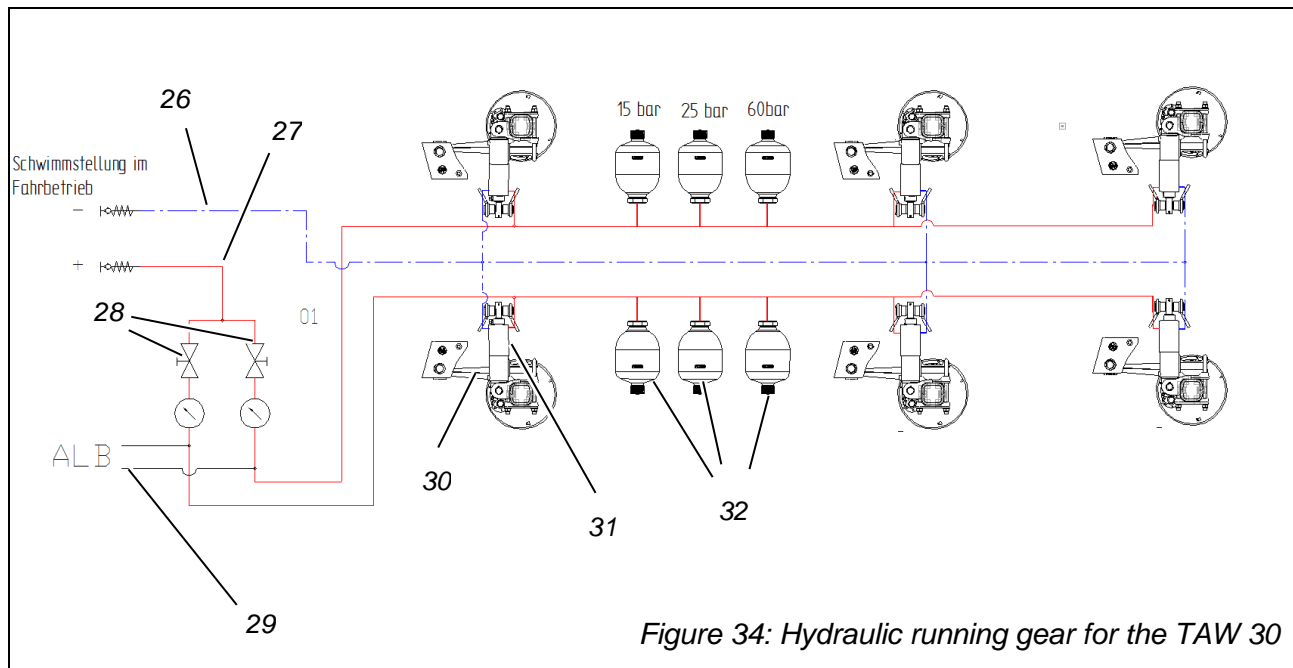 15 bar 25 bar 60bar
26
27
Schwimmstellung im
Fahrbetrieb
-
+
28
01
ALB
30
31
32
29
Figure 34: Hydraulic running gear for the TAW 30